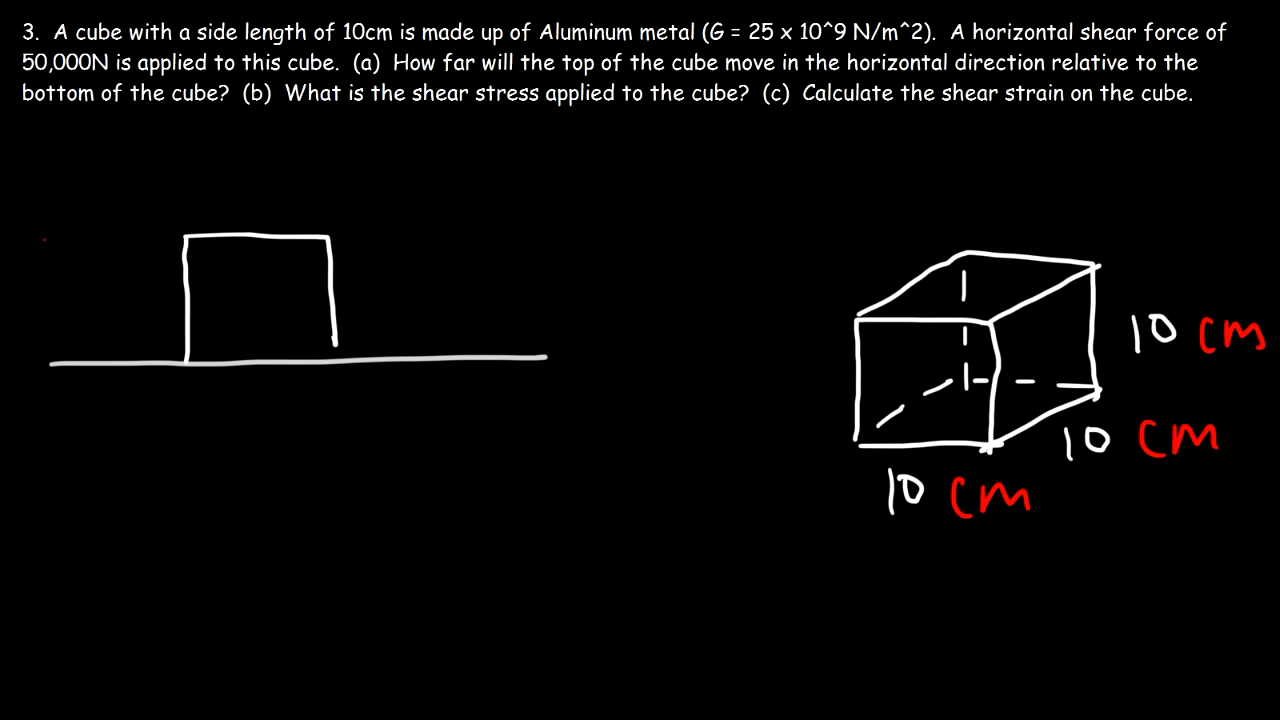 3. A cube with a side length of 10cm is made up of Aluminum metal (G = 25 x 10^9 N/m^2). A horizontal shear force of
50,000N is applied to this cube. (a) How far will the top of the cube move in the horizontal direction relative to the
bottom of the cube? (b) What is the shear stress applied to the cube? (c) Calculate the shear strain on the cube.
10 cm
10 cm
10 cm